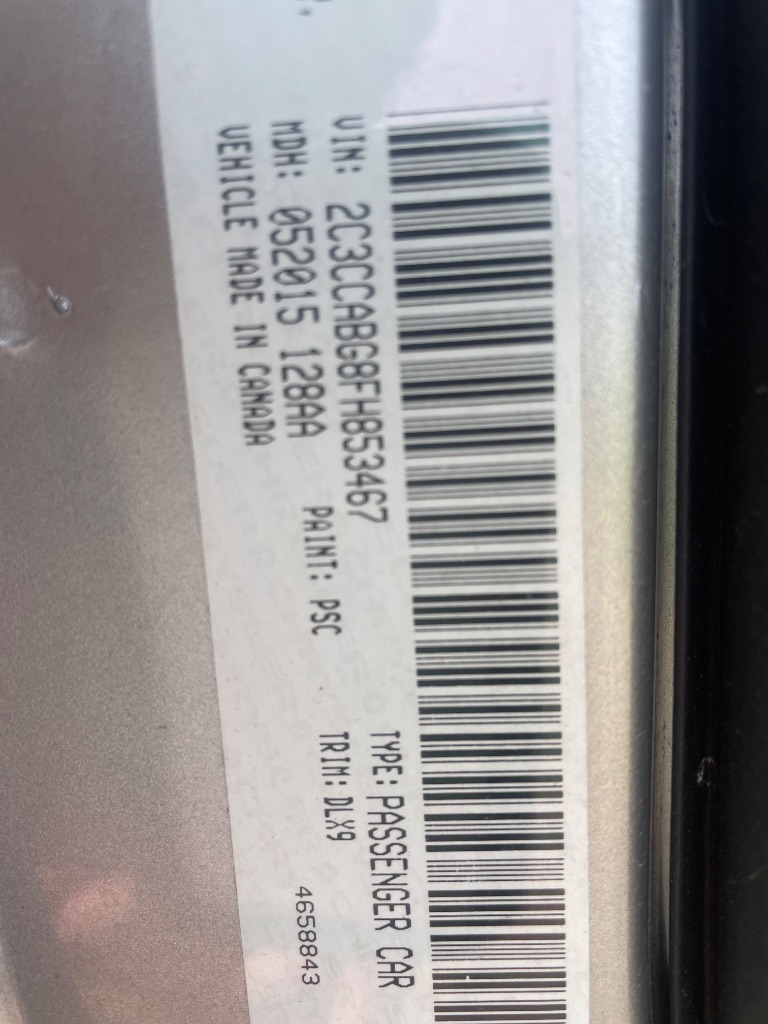 VIN: 2C3CCABG8FH853467 TYPE: PASSENGER CAR
MDH: 052015 128AA PAINT: PSC TRIM: DLX9
VEHICLE MADE IN CANADA 4658843